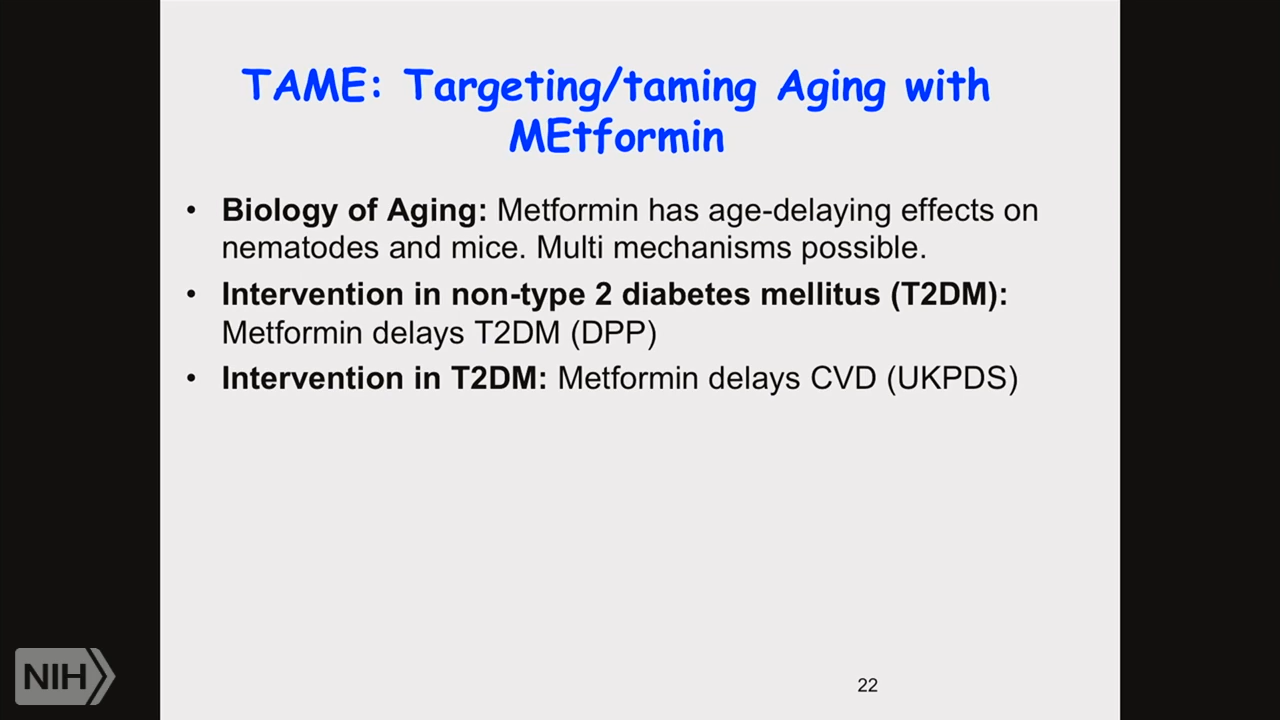 TAME: Targeting/taming Aging with
MEtformin
• Biology of Aging: Metformin has age-delaying effects on
nematodes and mice. Multi mechanisms possible.
• Intervention in non-type 2 diabetes mellitus (T2DM):
Metformin delays T2DM (DPP)
• Intervention in T2DM: Metformin delays CVD (UKPDS)
NIH
22